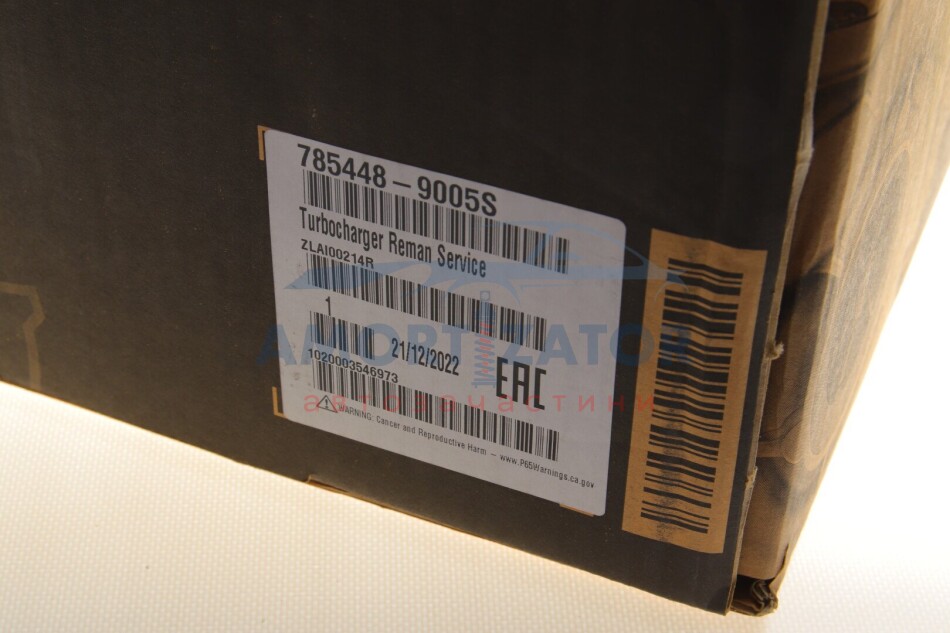 785448-9005S
Turbocharger Reman Service
ZLAI00214R
1
21/12/2022
1020003546973
EAC
WARNING: Cancer and Reproductive Harm - www.P65Warnings.ca.gov
AMORTIZATOR
автозапчастини